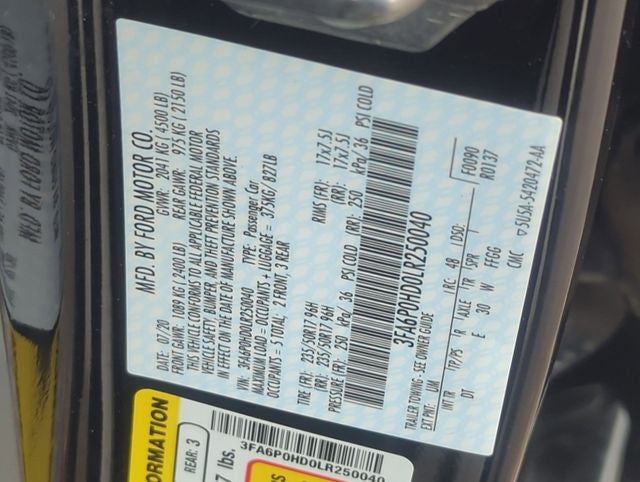 MFD. BY FORD MOTOR CO.
07/20 GVWR: 2041 KG ( 4500 LB)
FRONT GAWR: 1089 KG ( 2400 LB) REAR GAWR: 975 KG ( 2150 LB)
THIS VEHICLE CONFORMS TO ALL APPLICABLE FEDERAL MOTOR
VEHICLE SAFETY, BUMPER, AND THEFT PREVENTION STANDARDS
IN EFFECT ON THE DATE OF MANUFACTURE SHOWN ABOVE.
VIN: 3FA6P0HD0LR250040 TYPE: Passenger Car
MAXIMUM LOAD = OCCUPANTS + LUGGAGE = 375KG / 827LB
OCCUPANTS = 5 TOTAL: 2 FRONT, 3 REAR
TIRE (FR): 235/50R17 96H RIMS (FR): 17x7.5J
(RR): 235/50R17 96H (RR): 17x7.5J
PRESSURE (FR): 250 kPa/ 36 PSI COLD (RR): 250 kPa/ 36 PSI COLD
3FA6P0HD0LR250040
TRAILER TOWING- SEE OWNER GUIDE F0090
EXT PNT: UM RC: 48 DSO: R0137
INT TR TP/PS R AXLE TR SPR
DT E 30 W FFGG
CMC 5U5A-5420472-AA
ORMATION
REAR: 3
7 lbs.
3FA6P0HD0LR250040